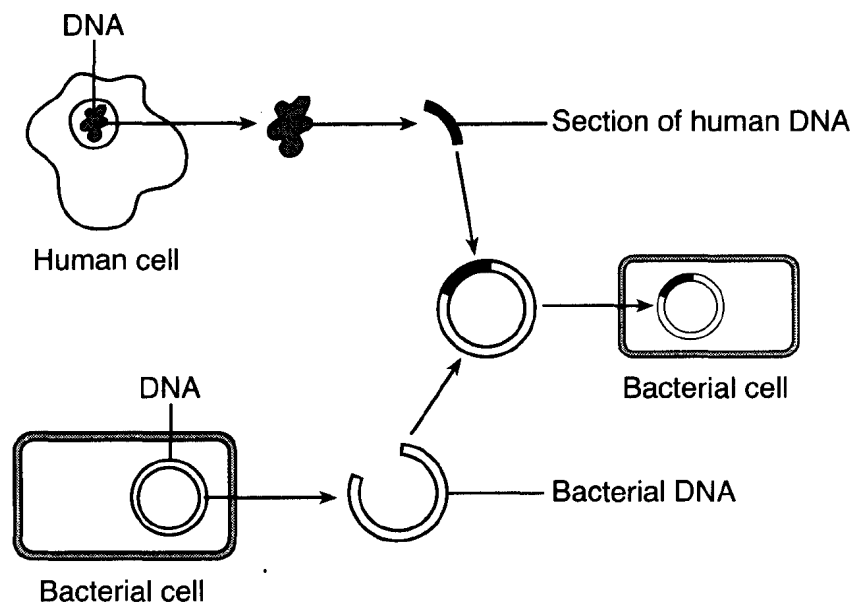 DNA
Section of human DNA
Human cell
Bacterial cell
DNA
Bacterial DNA
Bacterial cell